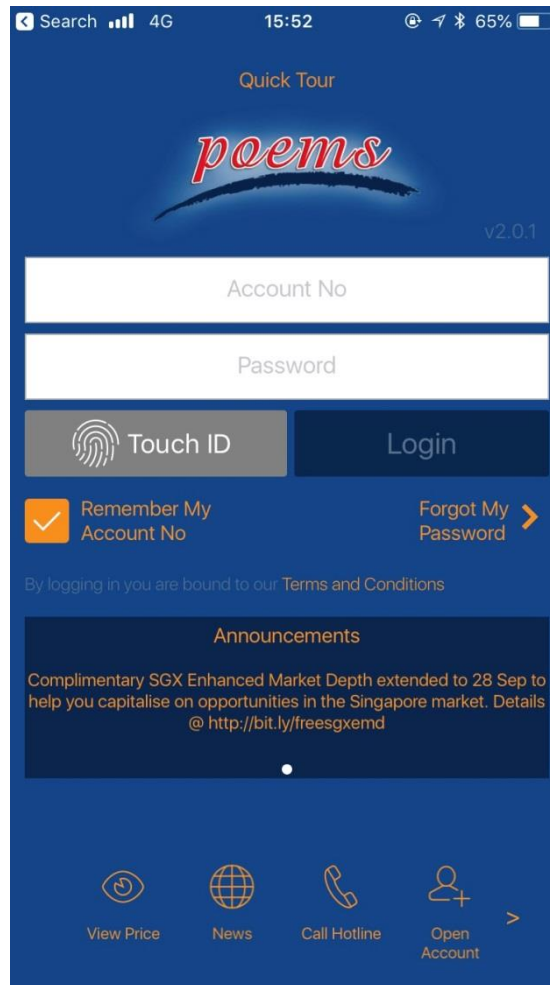 Search 4G 15:52 65%
Quick Tour
poems
v2.0.1
Account No
Password
Touch ID
Login
Remember My
Account No
Forgot My
Password
By logging in you are bound to our Terms and Conditions
Announcements
Complimentary SGX Enhanced Market Depth extended to 28 Sep to
help you capitalise on opportunities in the Singapore market. Details
@ http://bit.ly/freesgxemd
View Price
News
Call Hotline
Open
Account
>